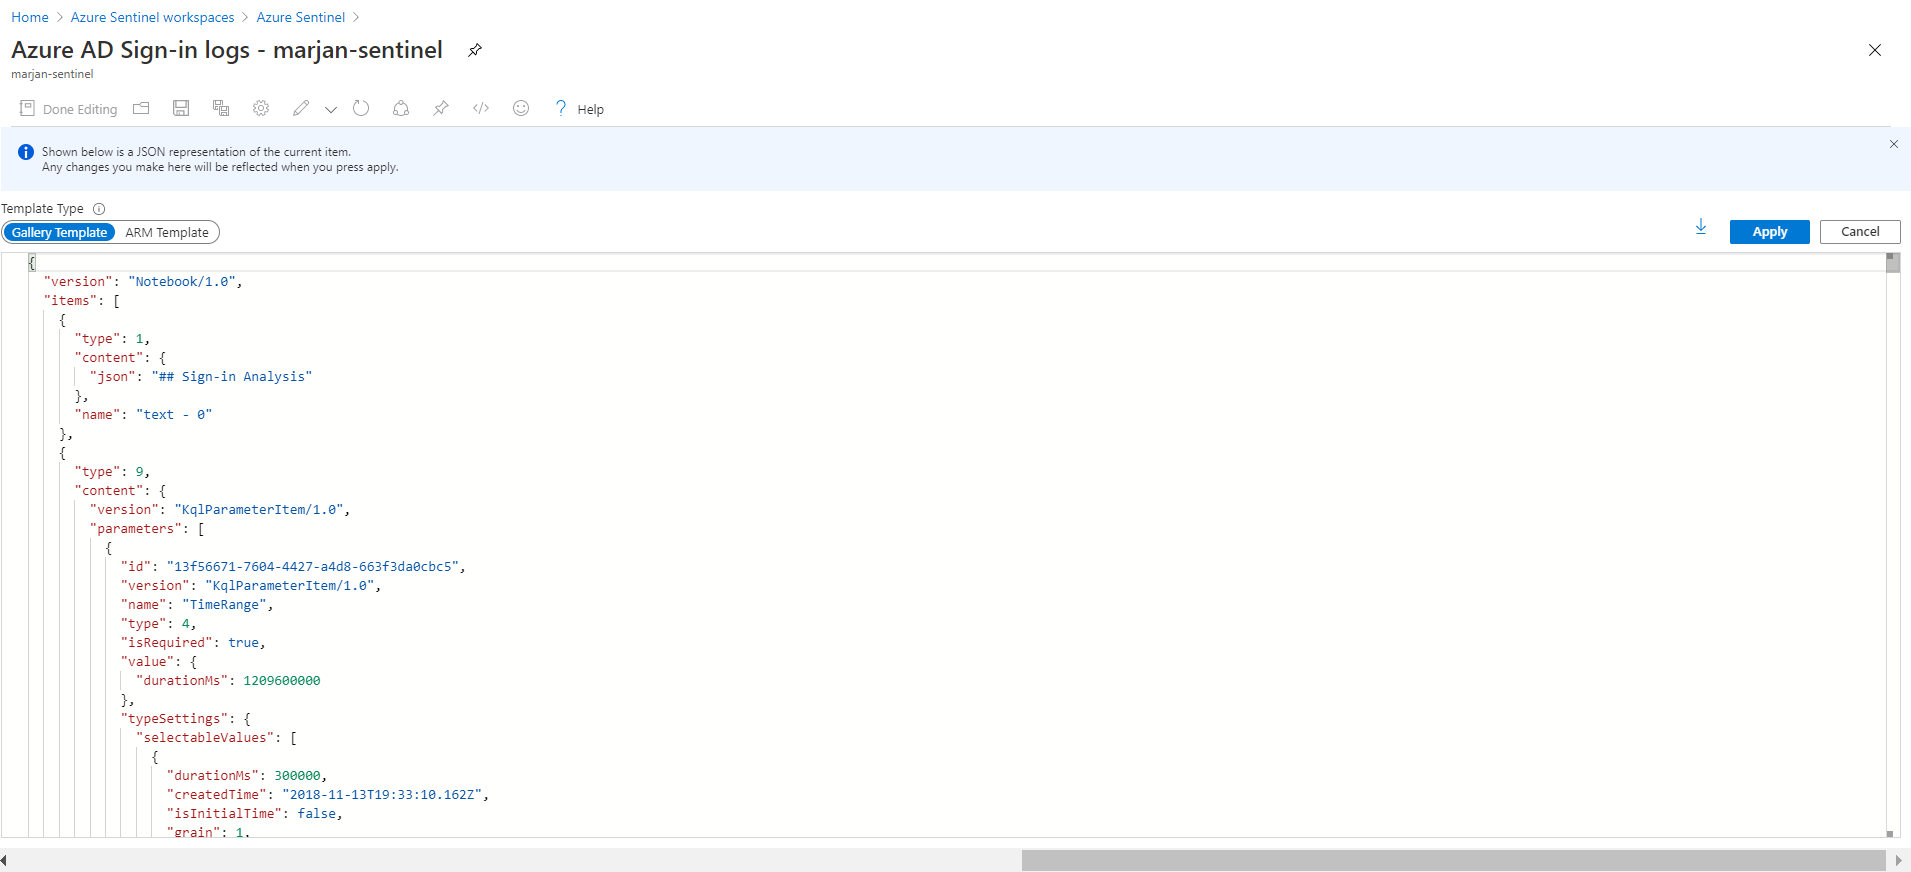 Home > Azure Sentinel workspaces > Azure Sentinel >
Azure AD Sign-in logs - marjan-sentinel
marjan-sentinel
Done Editing </> ? Help
Shown below is a JSON representation of the current item.
Any changes you make here will be reflected when you press apply.
Template Type
Gallery Template ARM Template Apply Cancel
{
"version": "Notebook/1.0",
"items": [
{
"type": 1,
"content": {
"json": "## Sign-in Analysis"
},
"name": "text - 0"
},
{
"type": 9,
"content": {
"version": "KqlParameterItem/1.0",
"parameters": [
{
"id": "13f56671-7604-4427-a4d8-663f3da0cbc5",
"version": "KqlParameterItem/1.0",
"name": "TimeRange",
"type": 4,
"isRequired": true,
"value": {
"durationMs": 1209600000
},
"typeSettings": {
"selectableValues": [
{
"durationMs": 300000,
"createdTime": "2018-11-13T19:33:10.162Z",
"isInitialTime": false,
"grain": 1,